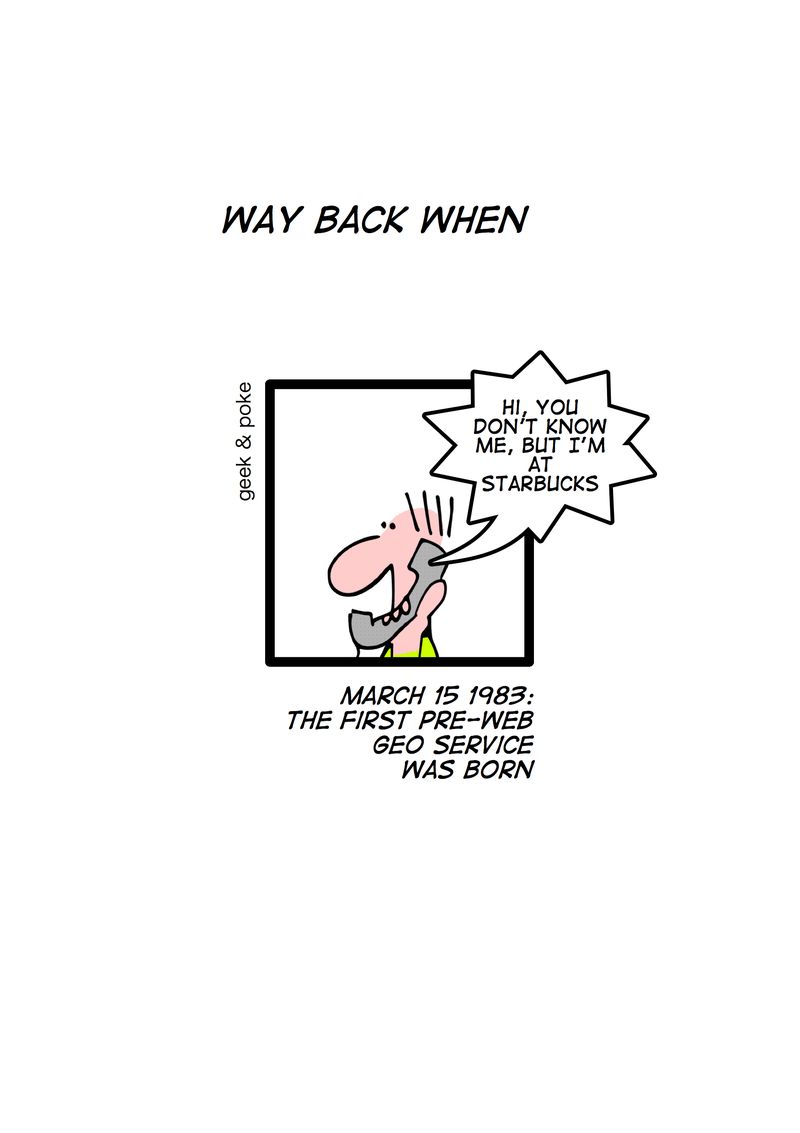 WAY BACK WHEN
geek & poke
HI, YOU
DON'T KNOW
ME, BUT I'M
AT
STARBUCKS
MARCH 15 1983:
THE FIRST PRE-WEB
GEO SERVICE
WAS BORN